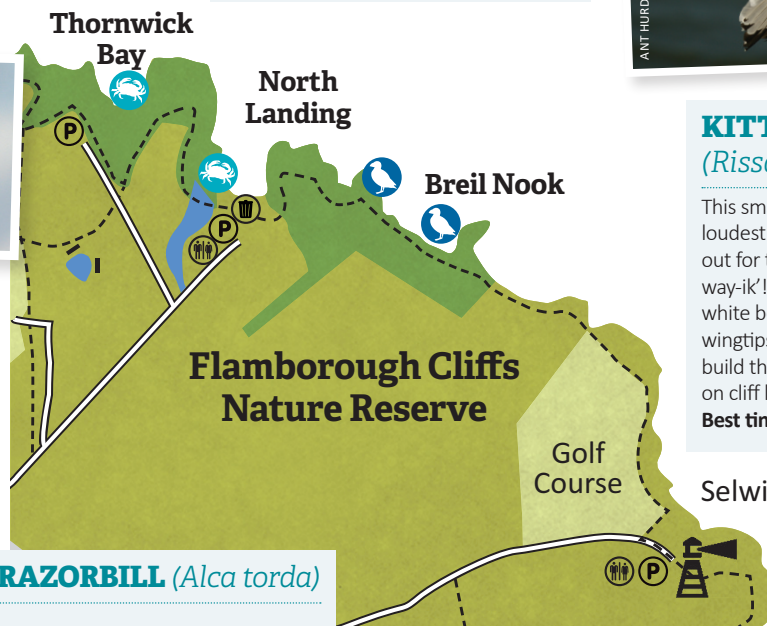 Thornwick
Bay
North
Landing
Breil Nook
P
P
Flamborough Cliffs
Nature Reserve
Golf
Course
P
RAZORBILL (Alca torda)
ANT HURD
KITT
(Riss
This sm
loudest
out for
way-ik'!
white b
wingtips
build th
on cliff
Best tin
Selwi